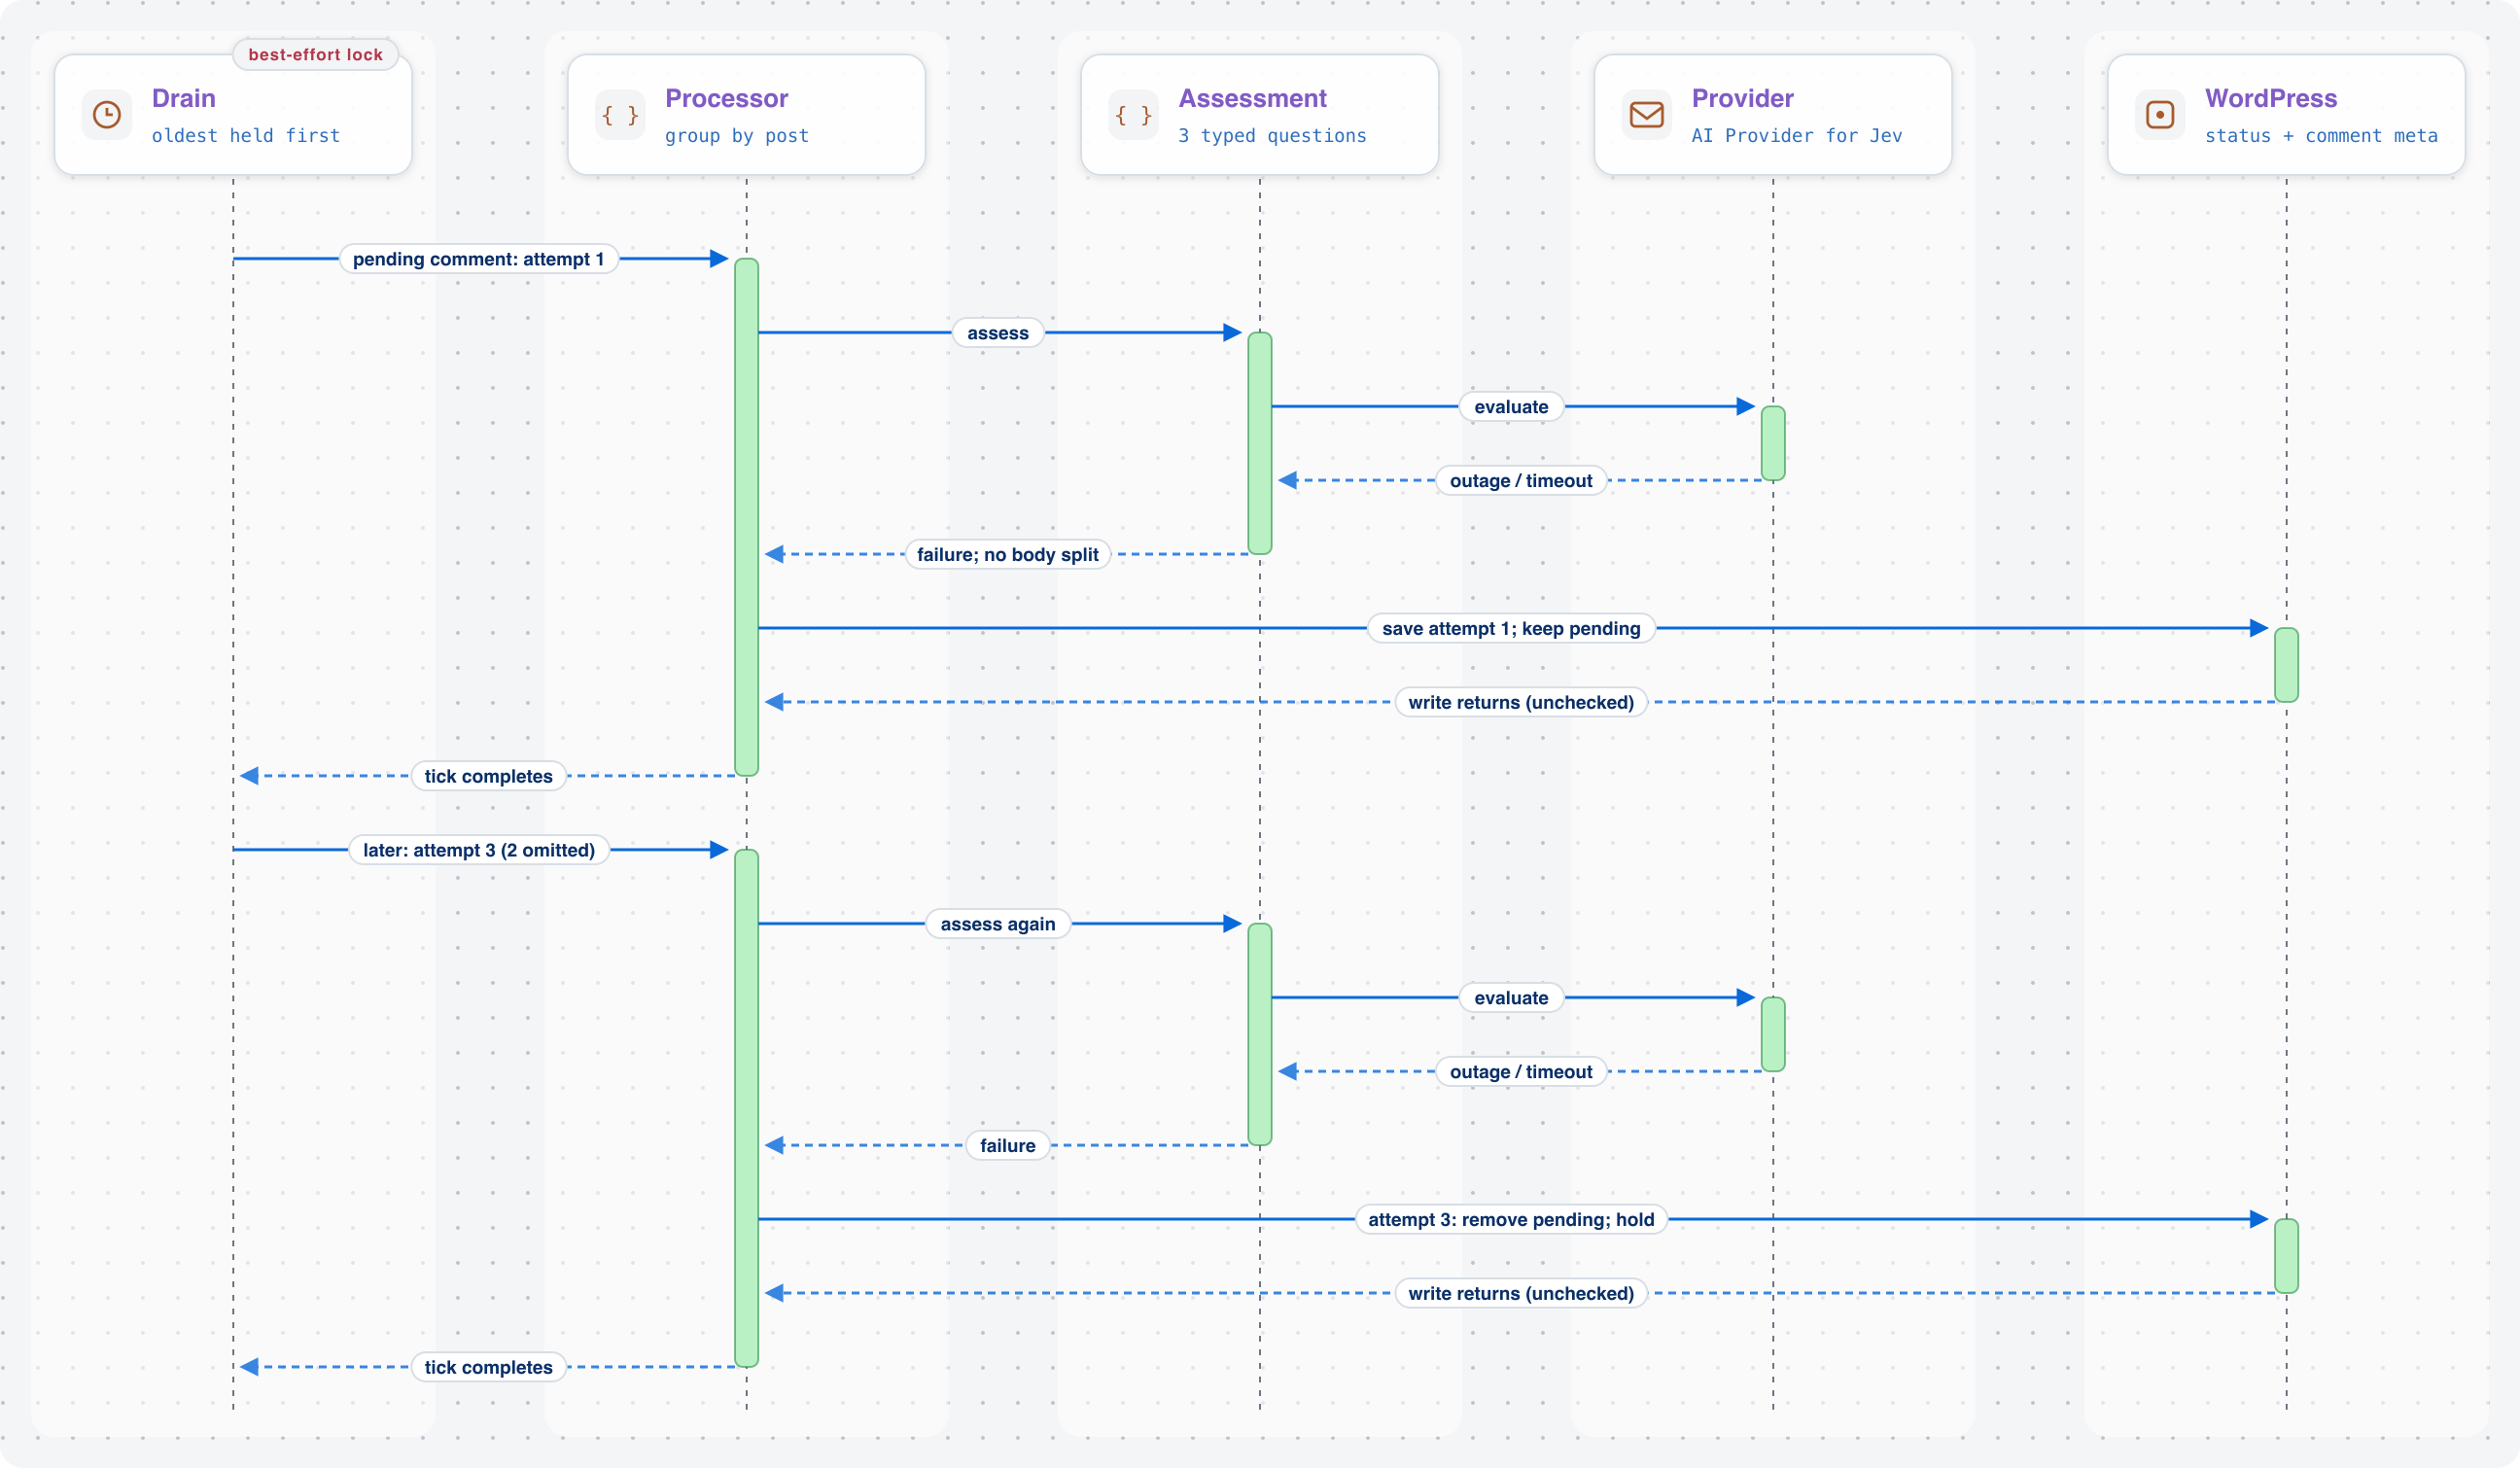 best-effort lock
Drain
oldest held first
{ }
Processor
group by post
{ }
Assessment
3 typed questions
Provider
AI Provider for Jev
WordPress
status + comment meta
pending comment: attempt 1
assess
evaluate
outage / timeout
failure; no body split
save attempt 1; keep pending
write returns (unchecked)
tick completes
later: attempt 3 (2 omitted)
assess again
evaluate
outage / timeout
failure
attempt 3: remove pending; hold
write returns (unchecked)
tick completes